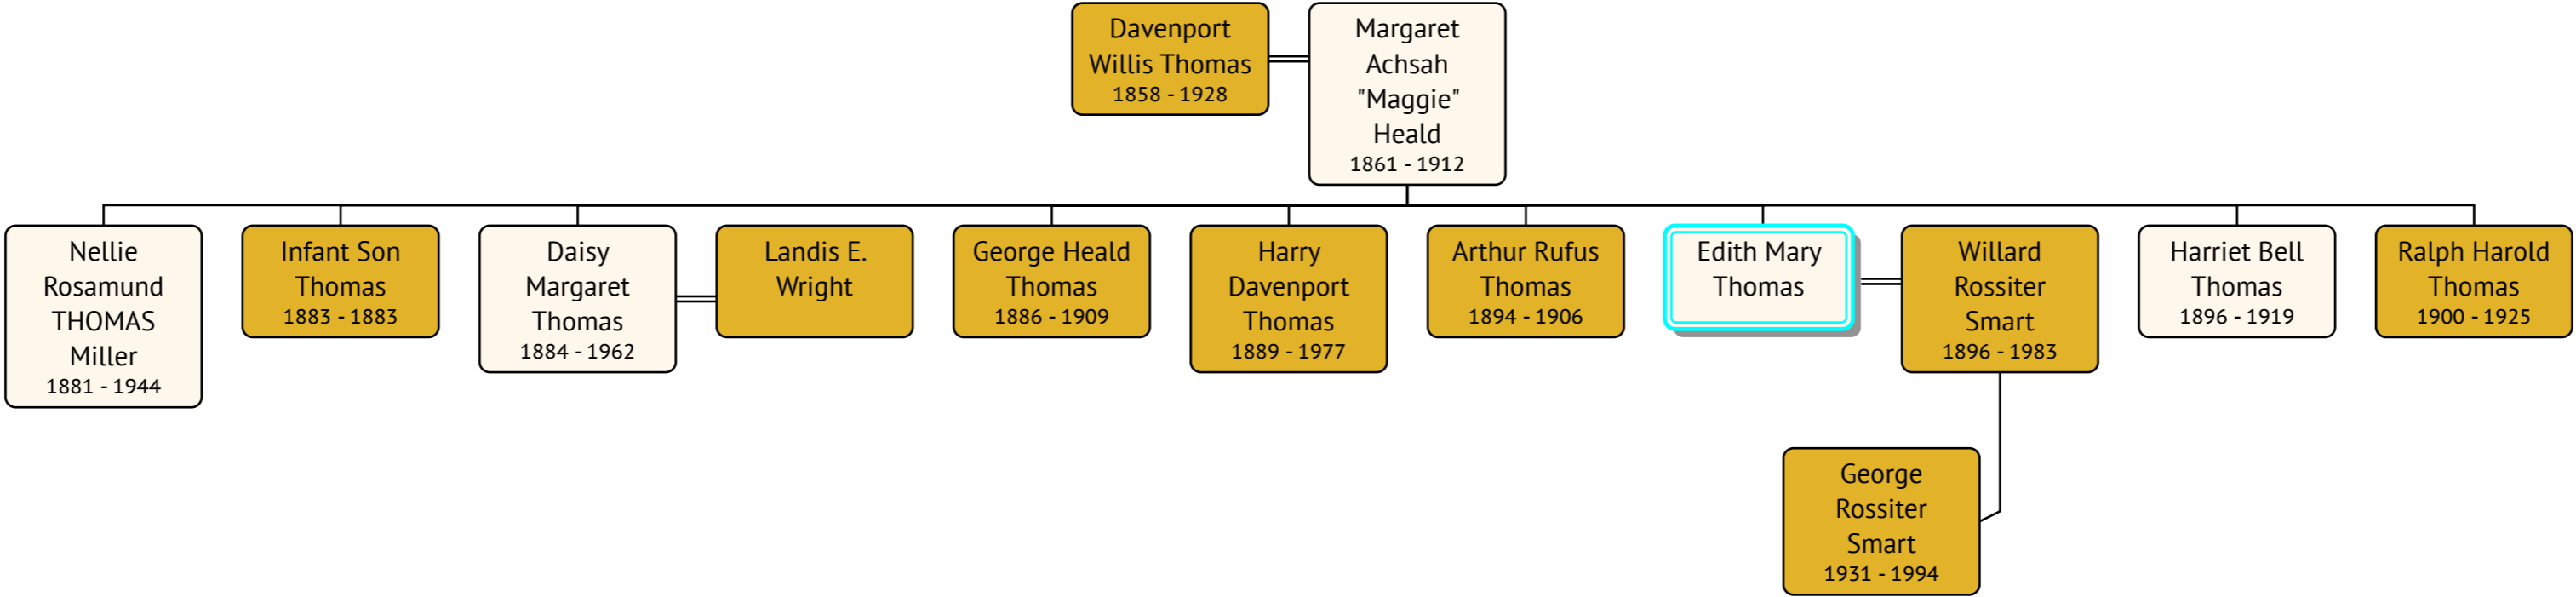 Davenport
Willis Thomas
1858 - 1928
Margaret
Achsah
"Maggie"
Heald
1861 - 1912
Nellie
Rosamund
THOMAS
Miller
1881 - 1944
Infant Son
Thomas
1883 - 1883
Daisy
Margaret
Thomas
1884 - 1962
Landis E.
Wright
George Heald
Thomas
1886 - 1909
Harry
Davenport
Thomas
1889 - 1977
Arthur Rufus
Thomas
1894 - 1906
Edith Mary
Thomas
Willard
Rossiter
Smart
1896 - 1983
Harriet Bell
Thomas
1896 - 1919
Ralph Harold
Thomas
1900 - 1925
George
Rossiter
Smart
1931 - 1994